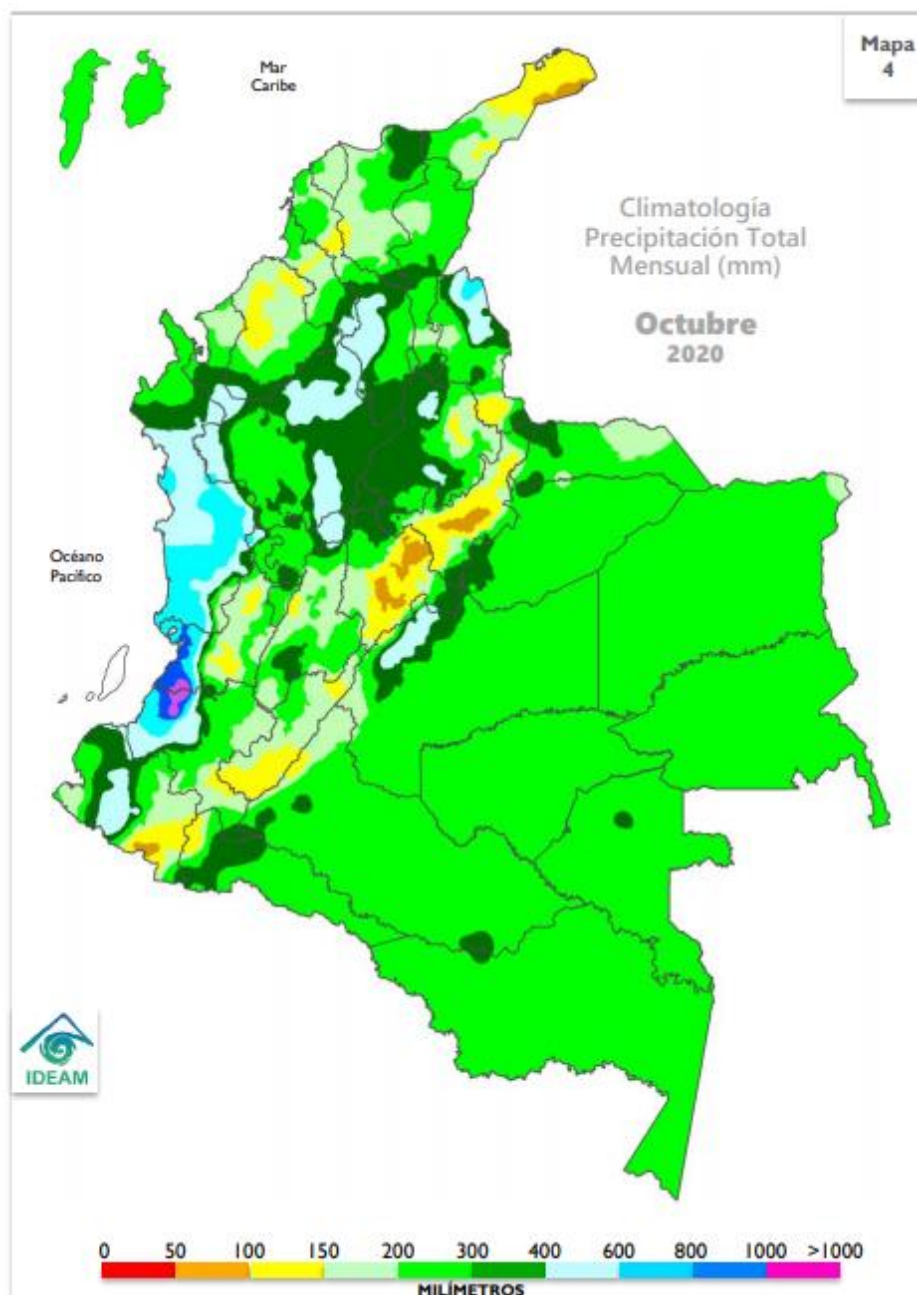 Mapa
4
Mar
Caribe
Climatología
Precipitación Total
Mensual (mm)
Octubre
2020
Océano
Pacífico
IDEAM
0 50 100 150 200 300 400 600 800 1000 >1000
MILÍMETROS